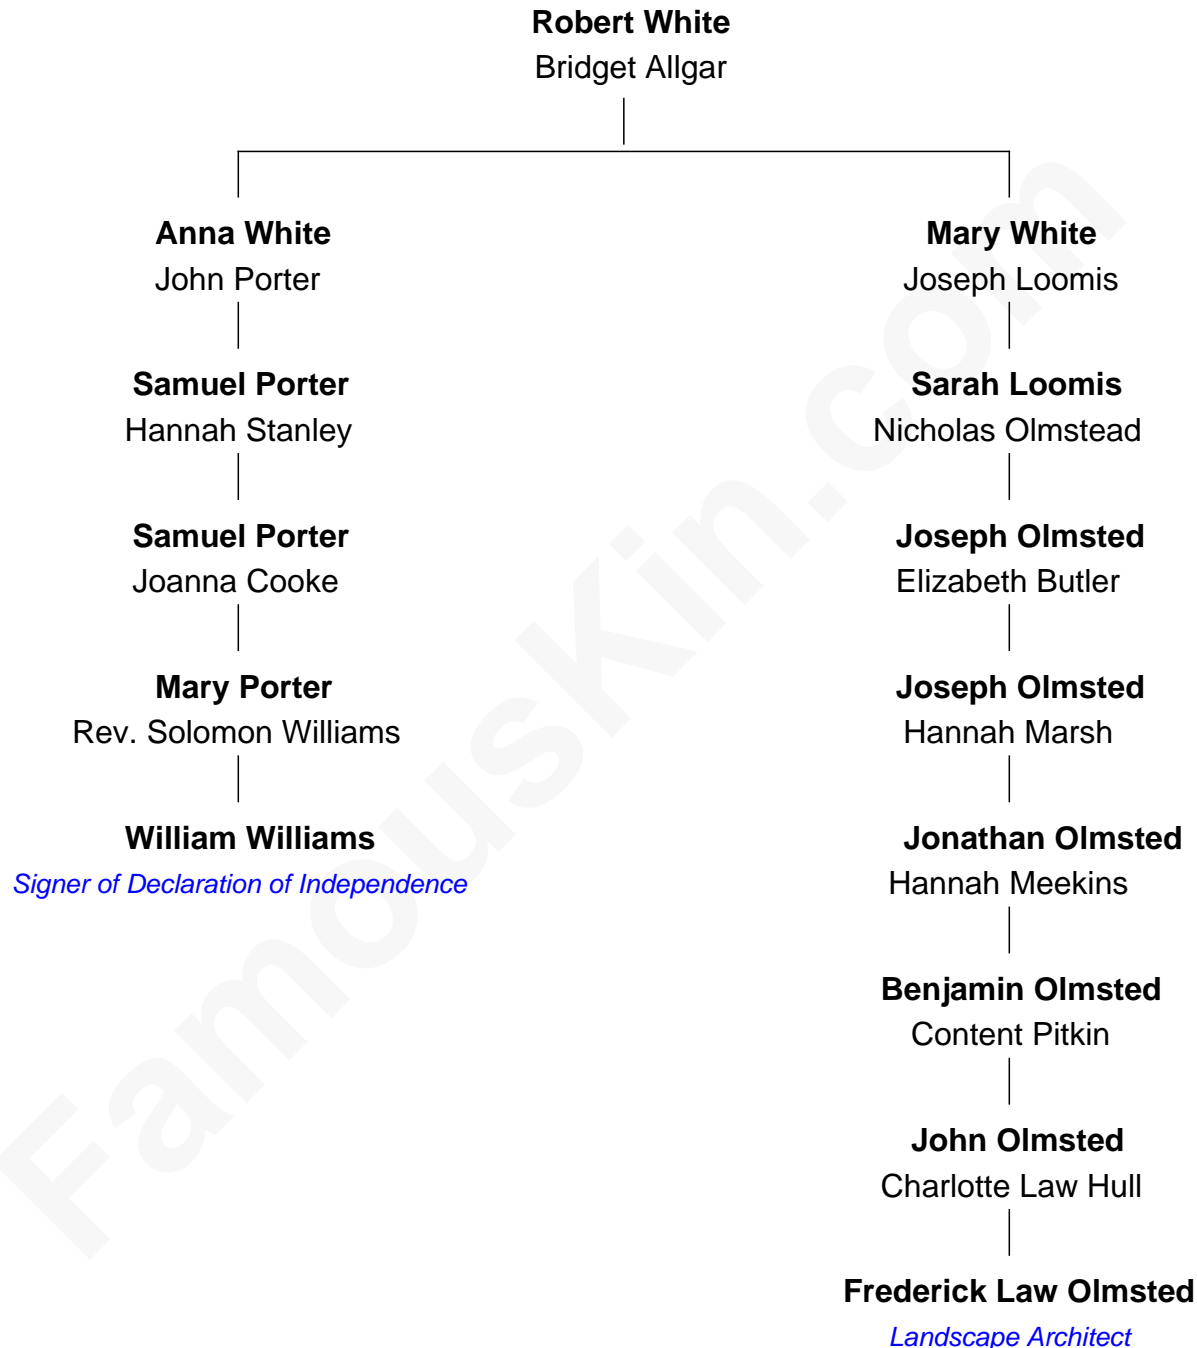 Robert White
Bridget Allgar
Anna White
John Porter
Samuel Porter
Hannah Stanley
Samuel Porter
Joanna Cooke
Mary Porter
Rev. Solomon Williams
William Williams
Signer of Declaration of Independence
Mary White
Joseph Loomis
Sarah Loomis
Nicholas Olmstead
Joseph Olmsted
Elizabeth Butler
Joseph Olmsted
Hannah Marsh
Jonathan Olmsted
Hannah Meekins
Benjamin Olmsted
Content Pitkin
John Olmsted
Charlotte Law Hull
Frederick Law Olmsted
Landscape Architect
FamousKin.com